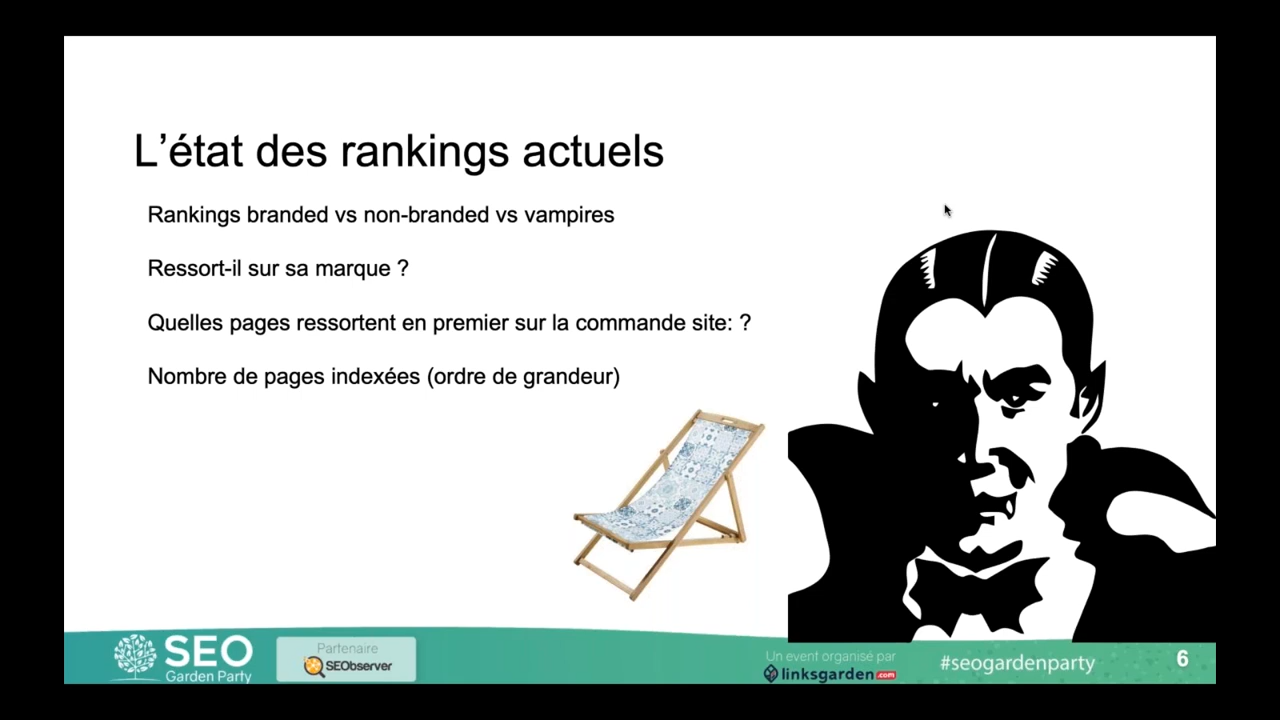 L’état des rankings actuels
Rankings branded vs non-branded vs vampires
Ressort-il sur sa marque ?
Quelles pages ressortent en premier sur la commande site: ?
Nombre de pages indexées (ordre de grandeur)
SEO
Garden Party
Partenaire
SEObserver
Un event organisé par
linksgarden.com
#seogardenparty
6